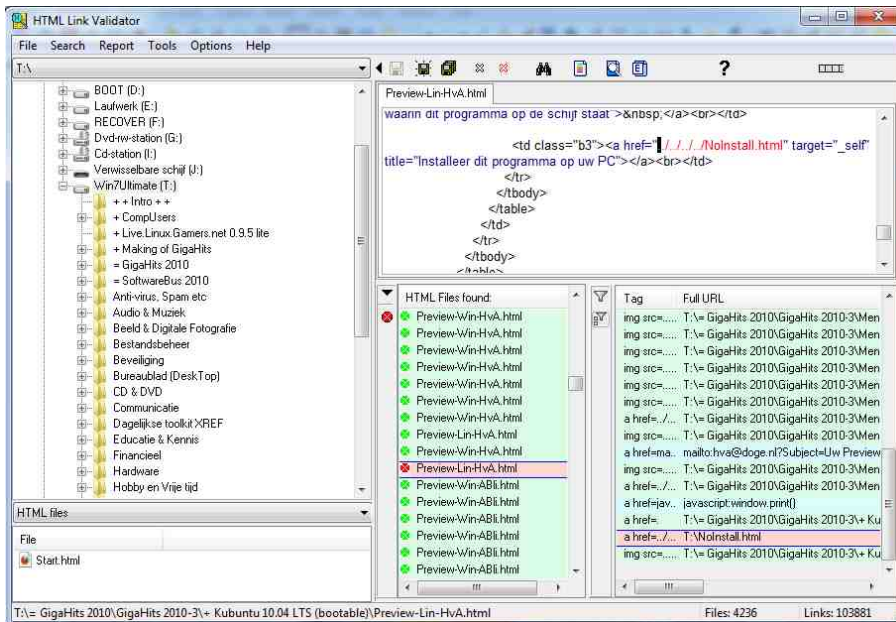 HTML Link Validator
File Search Report Tools Options Help
T:\
BOOT (D:)
Laufwerk (E:)
RECOVER (F:)
Dvd-rw-station (G:)
Cd-station (I:)
Verwisselbare schijf (J:)
Win7Ultimate (T:)
+ + Intro + +
+ CompUsers
+ Live.Linux.Gamers.net 0.9.5 lite
+ Making of GigaHits
= GigaHits 2010
= SoftwareBus 2010
Anti-virus, Spam etc
Audio & Muziek
Beeld & Digitale Fotografie
Bestandsbeheer
Beveiliging
Bureaublad (DeskTop)
CD & DVD
Communicatie
Dagelijkse toolkit XREF
Educatie & Kennis
Financieel
Hardware
Hobby en Vrije tijd
HTML files
File
Start.html
Preview-Lin-HvA.html
waarin dit programma op de schijf staat">&nbsp;</a><br></td>
<td class="b3"><a href="../../../../NoInstall.html" target="_self"
title="Installeer dit programma op uw PC"></a><br></td>
</tr>
</tbody>
</table>
</td>
</tr>
</tbody>
</table>
HTML Files found:
Preview-Win-HvA.html
Preview-Win-HvA.html
Preview-Win-HvA.html
Preview-Win-HvA.html
Preview-Win-HvA.html
Preview-Win-HvA.html
Preview-Win-HvA.html
Preview-Lin-HvA.html
Preview-Win-HvA.html
Preview-Lin-HvA.html
Preview-Win-ABli.html
Preview-Win-ABli.html
Preview-Win-ABli.html
Preview-Win-ABli.html
Preview-Win-ABli.html
Preview-Win-ABli.html
Tag Full URL
img src=..... T:\= GigaHits 2010\GigaHits 2010-3\Men
img src=..... T:\= GigaHits 2010\GigaHits 2010-3\Men
img src=..... T:\= GigaHits 2010\GigaHits 2010-3\Men
img src=..... T:\= GigaHits 2010\GigaHits 2010-3\Men
img src=..... T:\= GigaHits 2010\GigaHits 2010-3\Men
img src=..... T:\= GigaHits 2010\GigaHits 2010-3\Men
a href=../... T:\= GigaHits 2010\GigaHits 2010-3\Men
img src=..... T:\= GigaHits 2010\GigaHits 2010-3\Men
a href=ma.. mailto:hva@doge.nl?Subject=Uw Preview
img src=..... T:\= GigaHits 2010\GigaHits 2010-3\Men
a href=../... T:\= GigaHits 2010\GigaHits 2010-3\Men
a href=jav.. javascript:window.print()
a href=. T:\= GigaHits 2010\GigaHits 2010-3\+ Ku
a href=../... T:\NoInstall.html
img src=..... T:\= GigaHits 2010\GigaHits 2010-3\+ Ku
T:\= GigaHits 2010\GigaHits 2010-3\+ Kubuntu 10.04 LTS (bootable)\Preview-Lin-HvA.html
Files: 4236
Links: 103881